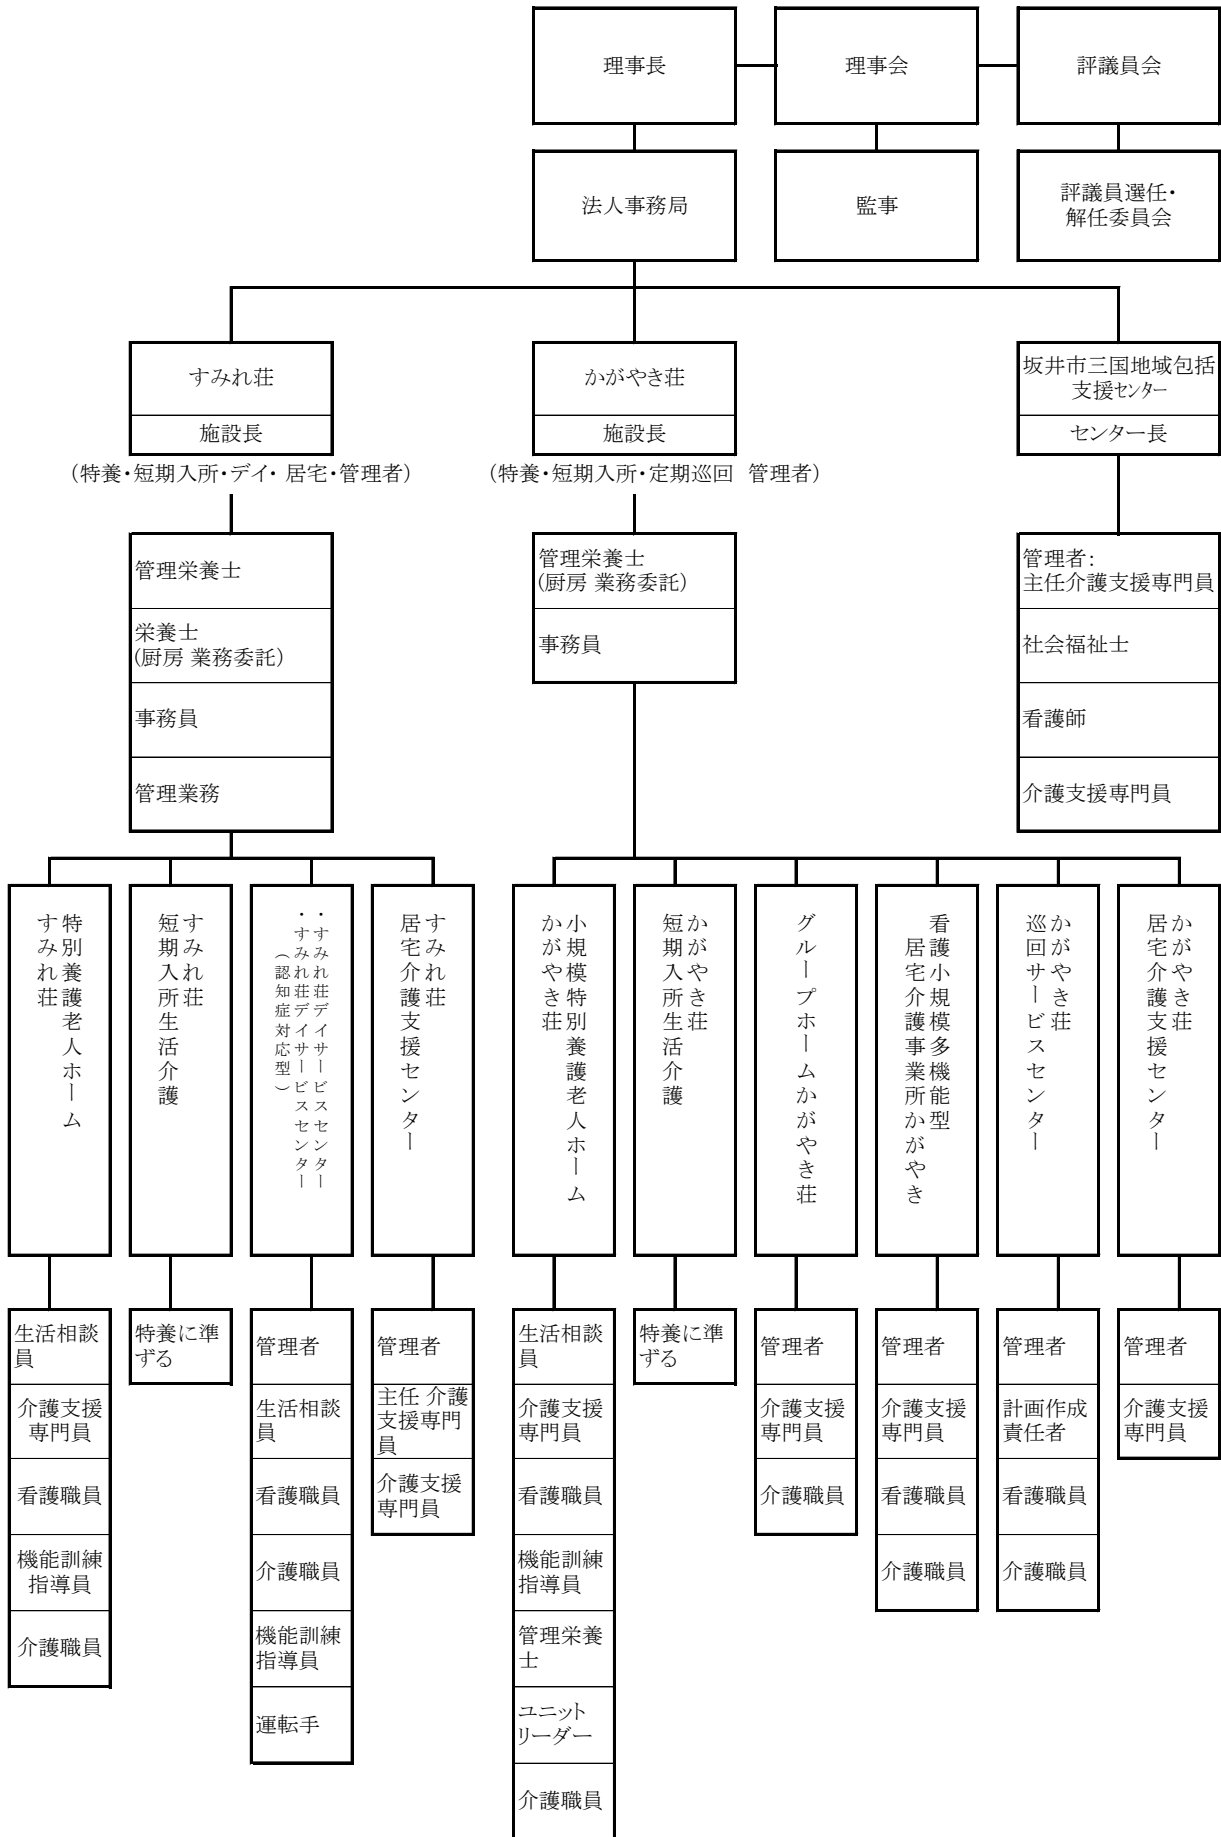 理事長
理事会
評議員会
法人事務局
監事
評議員選任・
解任委員会
すみれ荘
施設長
(特養・短期入所・デイ・ 居宅・管理者)
かがやき荘
施設長
(特養・短期入所・定期巡回 管理者)
坂井市三国地域包括
支援センター
センター長
管理栄養士
栄養士
(厨房 業務委託)
事務員
管理業務
管理栄養士
(厨房 業務委託)
事務員
管理者:
主任介護支援専門員
社会福祉士
看護師
介護支援専門員
特別養護老人ホーム
すみれ荘
すみれ荘
短期入所生活介護
・すみれ荘デイサービスセンター
・すみれ荘デイサービスセンター
(認知症対応型)
すみれ荘
居宅介護支援センター
小規模特別養護老人ホーム
かがやき荘
かがやき荘
短期入所生活介護
グループホームかがやき荘
看護小規模多機能型
居宅介護事業所かがやき
かがやき荘
巡回サービスセンター
かがやき荘
居宅介護支援センター
生活相談
員
介護支援
専門員
看護職員
機能訓練
指導員
介護職員
特養に準
ずる
管理者
生活相談
員
看護職員
介護職員
機能訓練
指導員
運転手
管理者
主任 介護
支援専門
員
介護支援
専門員
生活相談
員
介護支援
専門員
看護職員
機能訓練
指導員
管理栄養
士
ユニット
リーダー
介護職員
特養に準
ずる
管理者
介護支援
専門員
介護職員
管理者
介護支援
専門員
看護職員
介護職員
管理者
計画作成
責任者
看護職員
介護職員
管理者
介護支援
専門員